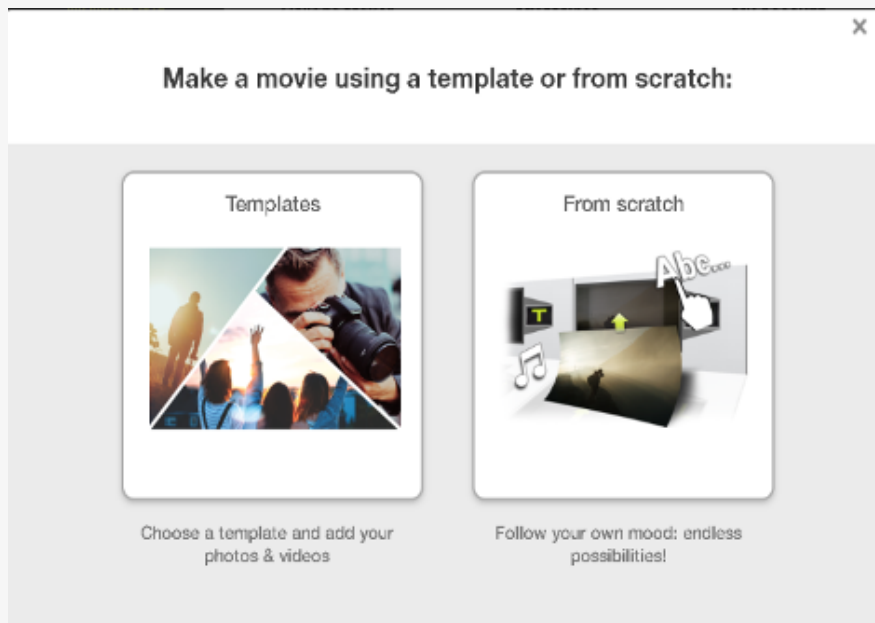 Make a movie using a template or from scratch:
Templates
From scratch
Abc...
T
Choose a template and add your
photos & videos
Follow your own mood: endless
possibilities!